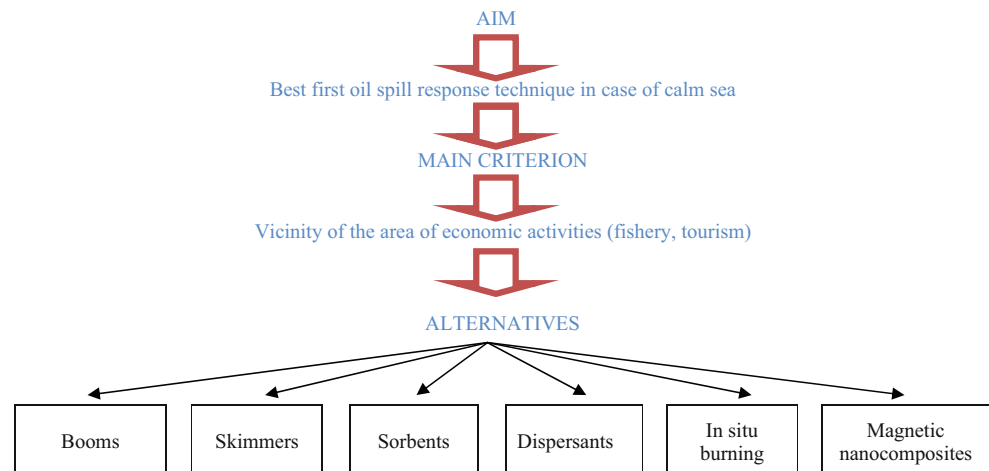 AIM
Best first oil spill response technique in case of calm sea
MAIN CRITERION
Vicinity of the area of economic activities (fishery, tourism)
ALTERNATIVES
Booms
Skimmers
Sorbents
Dispersants
In situ
burning
Magnetic
nanocomposites